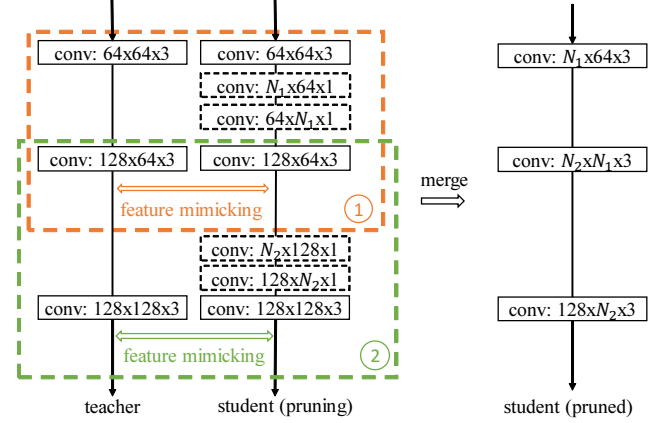 conv: 64x64x3
conv: 64x64x3
conv: N₁x64x1
conv: 64xN₁x1
conv: 128x64x3
conv: 128x64x3
feature mimicking
1
conv: N₂x128x1
conv: 128xN₂x1
conv: 128x128x3
conv: 128x128x3
feature mimicking
2
teacher
student (pruning)
merge
conv: N₁x64x3
conv: N₂xN₁x3
conv: 128xN₂x3
student (pruned)